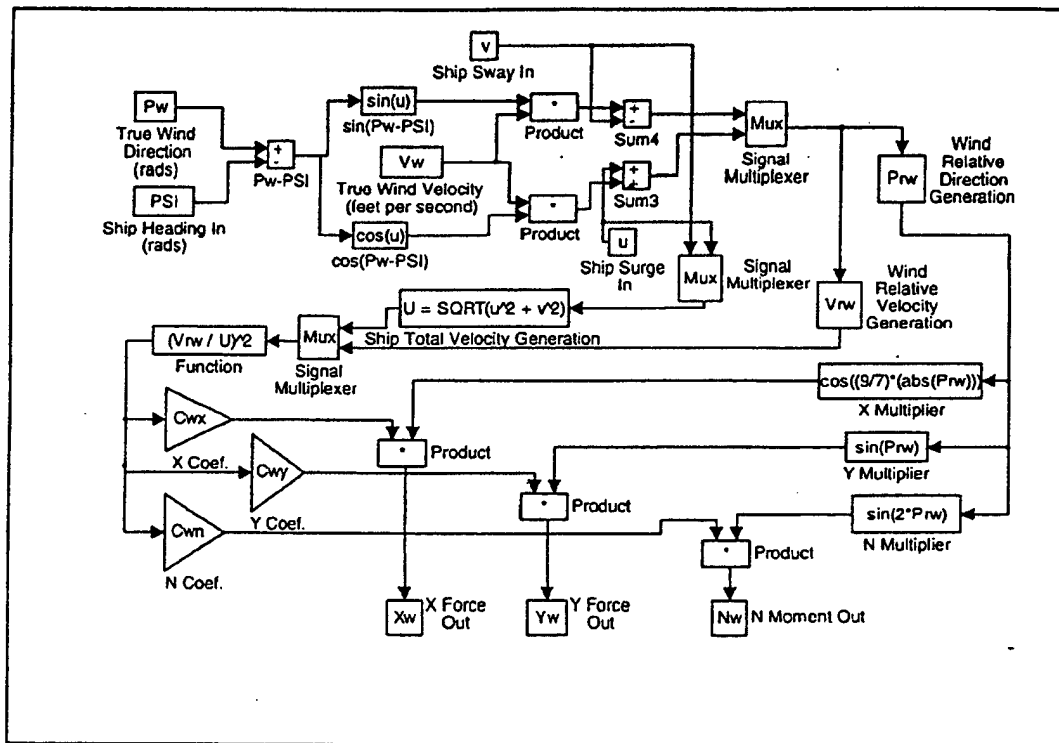 v
Ship Sway In
Pw
True Wind
Direction
(rads)
PSI
Ship Heading In
(rads)
+
-
Pw-PSI
sin(u)
sin(Pw-PSI)
Vw
True Wind Velocity
(feet per second)
cos(u)
cos(Pw-PSI)
*
Product
*
Product
+
-
Sum4
+
+
Sum3
u
Ship Surge
In
Mux
Signal
Multiplexer
Mux
Signal
Multiplexer
Prw
Wind
Relative
Direction
Generation
Vrw
Wind
Relative
Velocity
Generation
U = SQRT(u^2 + v^2)
Ship Total Velocity Generation
Mux
Signal
Multiplexer
(Vrw / U)^2
Function
cos((9/7)*(abs(Prw)))
X Multiplier
Cwx
X Coef.
*
Product
sin(Prw)
Y Multiplier
Cwy
Y Coef.
*
Product
sin(2*Prw)
N Multiplier
Cwn
N Coef.
*
Product
Xw
X Force
Out
Yw
Y Force
Out
Nw
N Moment Out